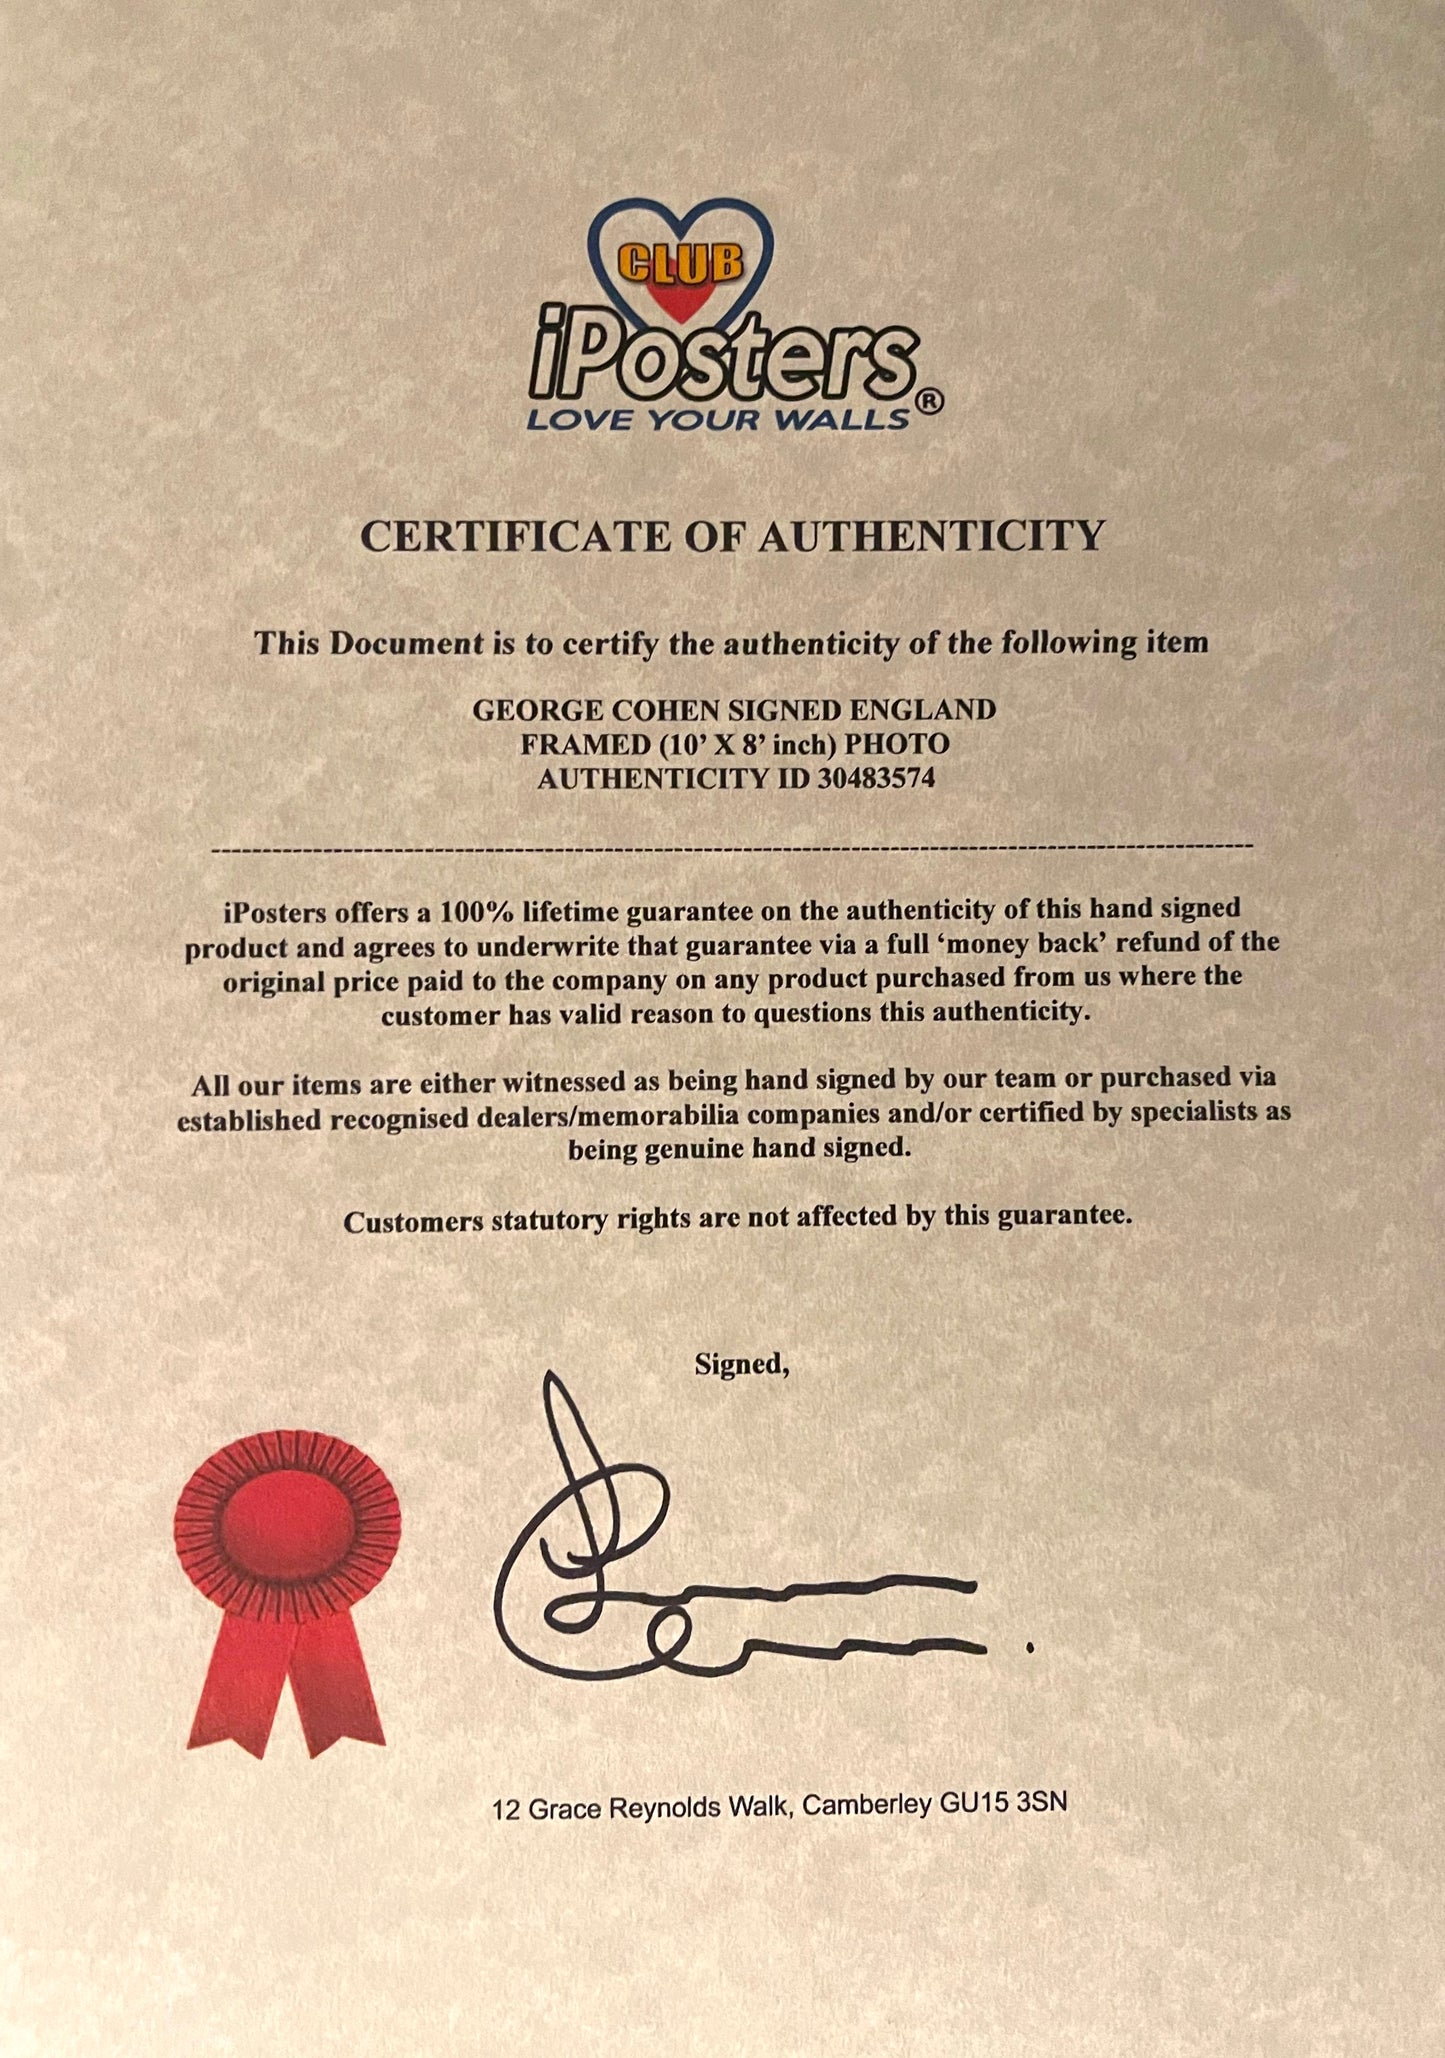 CLUB
iPosters®
LOVE YOUR WALLS
CERTIFICATE OF AUTHENTICITY
This Document is to certify the authenticity of the following item
GEORGE COHEN SIGNED ENGLAND
FRAMED (10’ X 8’ inch) PHOTO
AUTHENTICITY ID 30483574
iPosters offers a 100% lifetime guarantee on the authenticity of this hand signed
product and agrees to underwrite that guarantee via a full ‘money back’ refund of the
original price paid to the company on any product purchased from us where the
customer has valid reason to questions this authenticity.
All our items are either witnessed as being hand signed by our team or purchased via
established recognised dealers/memorabilia companies and/or certified by specialists as
being genuine hand signed.
Customers statutory rights are not affected by this guarantee.
Signed,
12 Grace Reynolds Walk, Camberley GU15 3SN